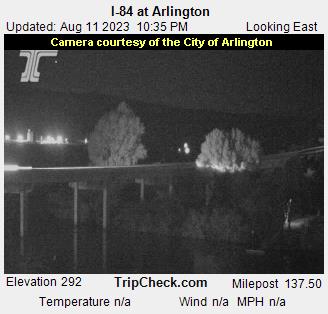 I-84 at Arlington
Updated: Aug 11 2023 10:35 PM Looking East
Camera courtesy of the City of Arlington
Elevation 292 TripCheck.com Milepost 137.50
Temperature n/a Wind n/a MPH n/a